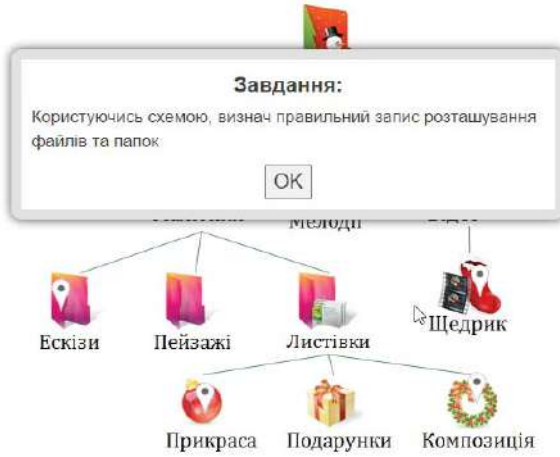 Завдання:
Користуючись схемою, визнач правильний запис розташування
файлів та папок
OK
Мелодії
Ескізи Пейзажі Листівки Щедрик
Прикраса Подарунки Композиція